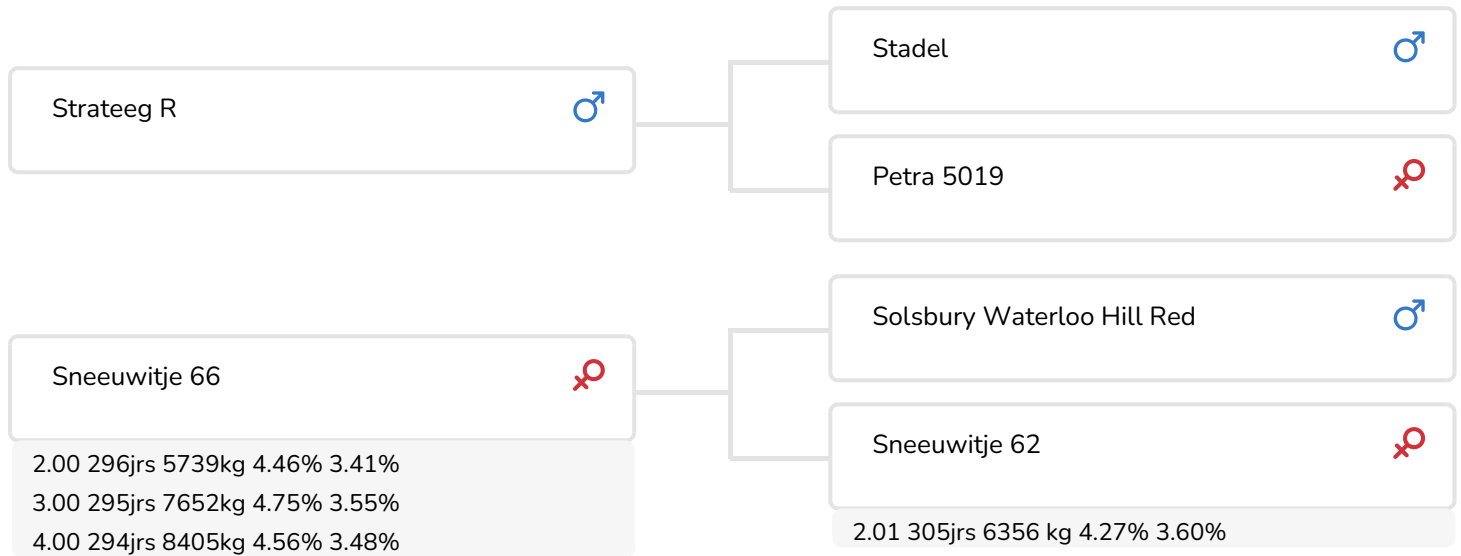 Stadel
Strateeg R
Petra 5019
Solsbury Waterloo Hill Red
Sneeuwitje 66
Sneeuwitje 62
2.00 296jrs 5739kg 4.46% 3.41%
3.00 295jrs 7652kg 4.75% 3.55%
4.00 294jrs 8405kg 4.56% 3.48%
2.01 305jrs 6356 kg 4.27% 3.60%